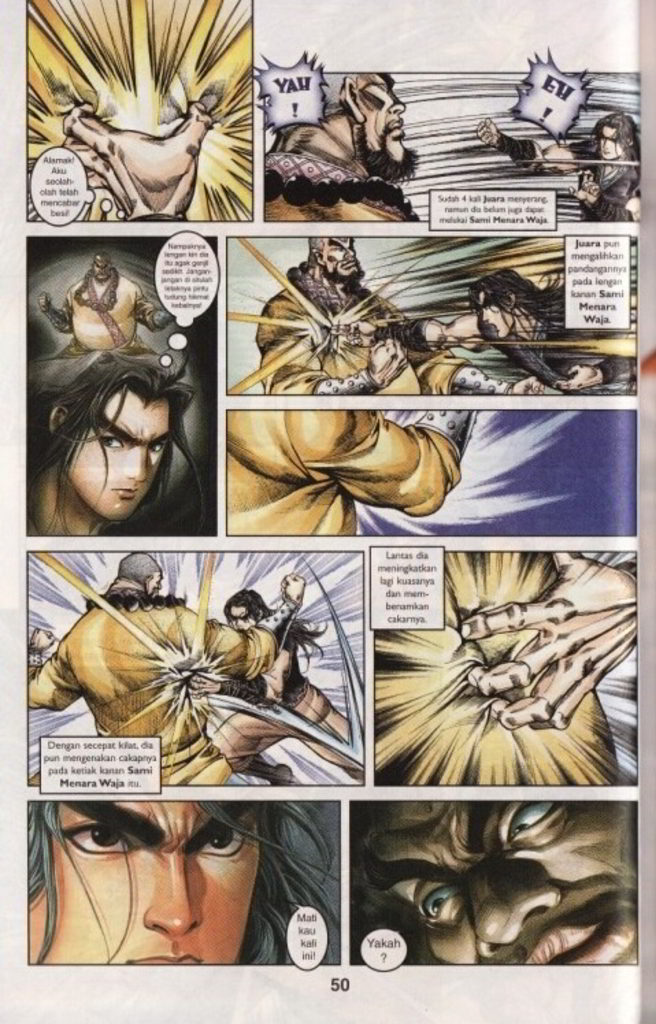 Alamak!
Aku
seolah-
olah telah
mencabar
besi!
YAH
!
EH
!
Sudah 4 kali Juara menyerang,
namun dia belum juga dapat
melukai Sami Menara Waja.
Nampaknya
lengan kiri dia
itu agak ganjil
sedikit. Jangan-
jangan di situlah
letaknya pintu
tudung hikmat
kebalnya!
Juara pun
mengalihkan
pandangannya
pada lengan
kanan Sami
Menara
Waja.
Dengan secepat kilat, dia
pun mengenakan cakapnya
pada ketiak kanan Sami
Menara Waja itu.
Lantas dia
meningkatkan
lagi kuasanya
dan mem-
benamkan
cakarnya.
Mati
kau
kali
ini!
Yakah
?
50